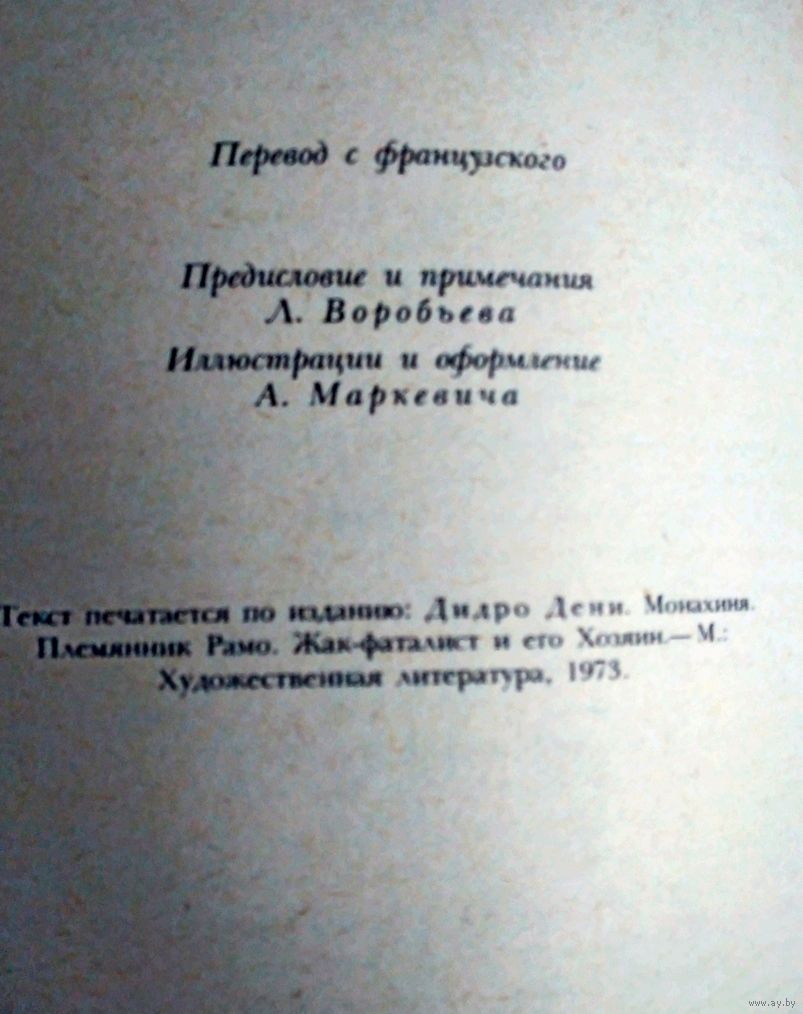 Перевод с французского
Предисловие и примечания
Л. Воробьева
Иллюстрации и оформление
А. Маркевича
Текст печатается по изданию: Дидро Дени. Монахиня.
Племянник Рамо. Жак-фаталист и его Хозяин.— М.:
Художественная литература, 1973.
www.ay.by